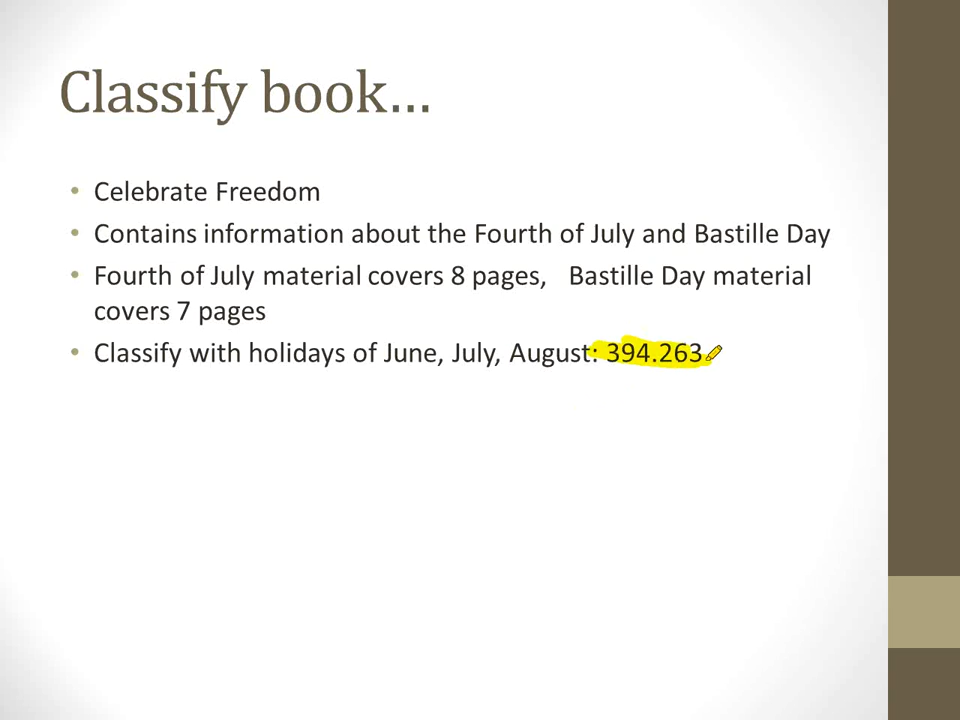 Classify book…
• Celebrate Freedom
• Contains information about the Fourth of July and Bastille Day
• Fourth of July material covers 8 pages, Bastille Day material
covers 7 pages
• Classify with holidays of June, July, August: 394.263